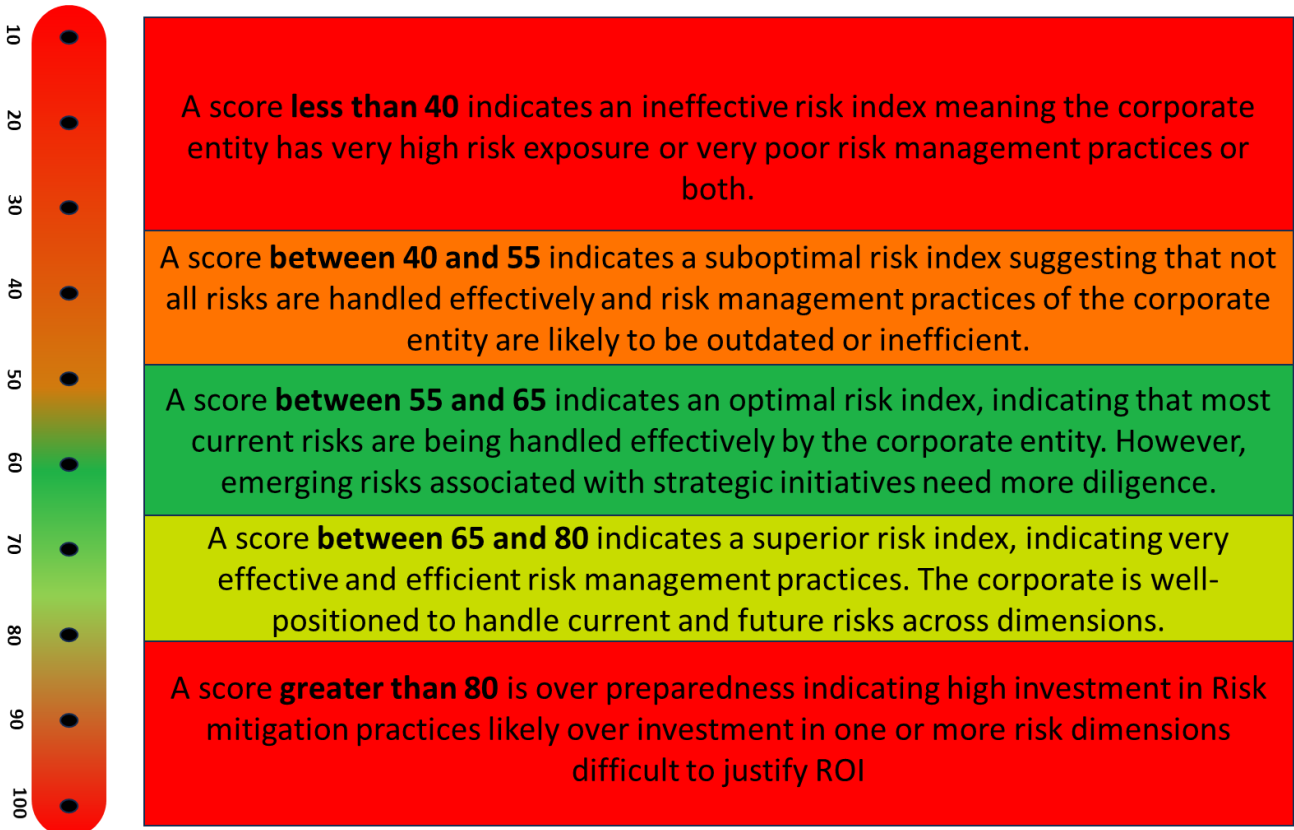 10
20
30
40
50
60
70
80
90
100
A score less than 40 indicates an ineffective risk index meaning the corporate
entity has very high risk exposure or very poor risk management practices or
both.
A score between 40 and 55 indicates a suboptimal risk index suggesting that not
all risks are handled effectively and risk management practices of the corporate
entity are likely to be outdated or inefficient.
A score between 55 and 65 indicates an optimal risk index, indicating that most
current risks are being handled effectively by the corporate entity. However,
emerging risks associated with strategic initiatives need more diligence.
A score between 65 and 80 indicates a superior risk index, indicating very
effective and efficient risk management practices. The corporate is well-
positioned to handle current and future risks across dimensions.
A score greater than 80 is over preparedness indicating high investment in Risk
mitigation practices likely over investment in one or more risk dimensions
difficult to justify ROI